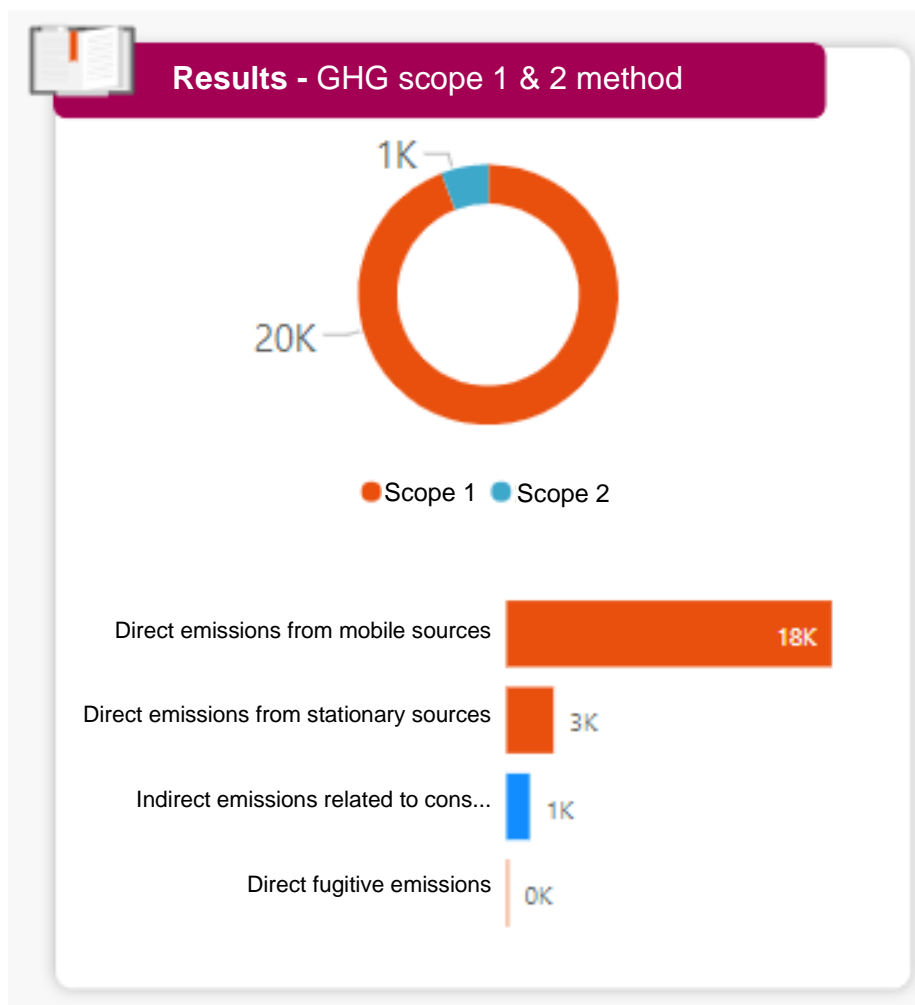 Results - GHG scope 1 & 2 method
1K
20K
Scope 1 Scope 2
Direct emissions from mobile sources 18K
Direct emissions from stationary sources 3K
Indirect emissions related to cons... 1K
Direct fugitive emissions 0K